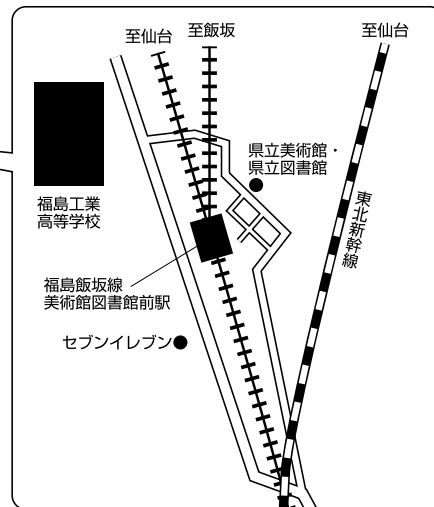 至仙台
至飯坂
至仙台
県立美術館・
県立図書館
東北新幹線
福島工業
高等学校
福島飯坂線
美術館図書館前駅
セブンイレブン